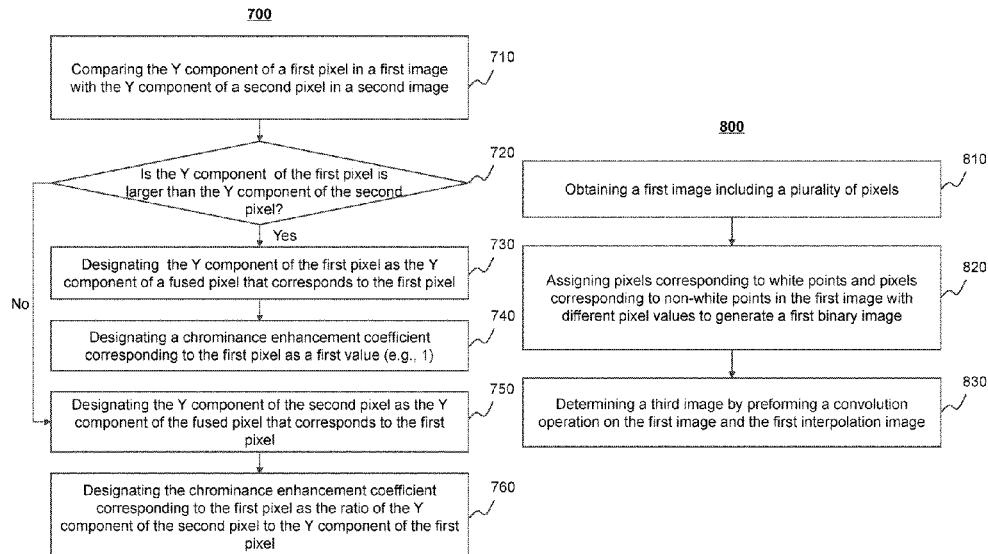 700
Comparing the Y component of a first pixel in a first image
with the Y component of a second pixel in a second image
710
Is the Y component of the first pixel is
larger than the Y component of the second
pixel?
720
Yes
No
Designating the Y component of the first pixel as the Y
component of a fused pixel that corresponds to the first pixel
730
Designating a chrominance enhancement coefficient
corresponding to the first pixel as a first value (e.g., 1)
740
Designating the Y component of the second pixel as the Y
component of the fused pixel that corresponds to the first
pixel
750
Designating the chrominance enhancement coefficient
corresponding to the first pixel as the ratio of the Y
component of the second pixel to the Y component of the first
pixel
760
800
Obtaining a first image including a plurality of pixels
810
Assigning pixels corresponding to white points and pixels
corresponding to non-white points in the first image with
different pixel values to generate a first binary image
820
Determining a third image by preforming a convolution
operation on the first image and the first interpolation image
830